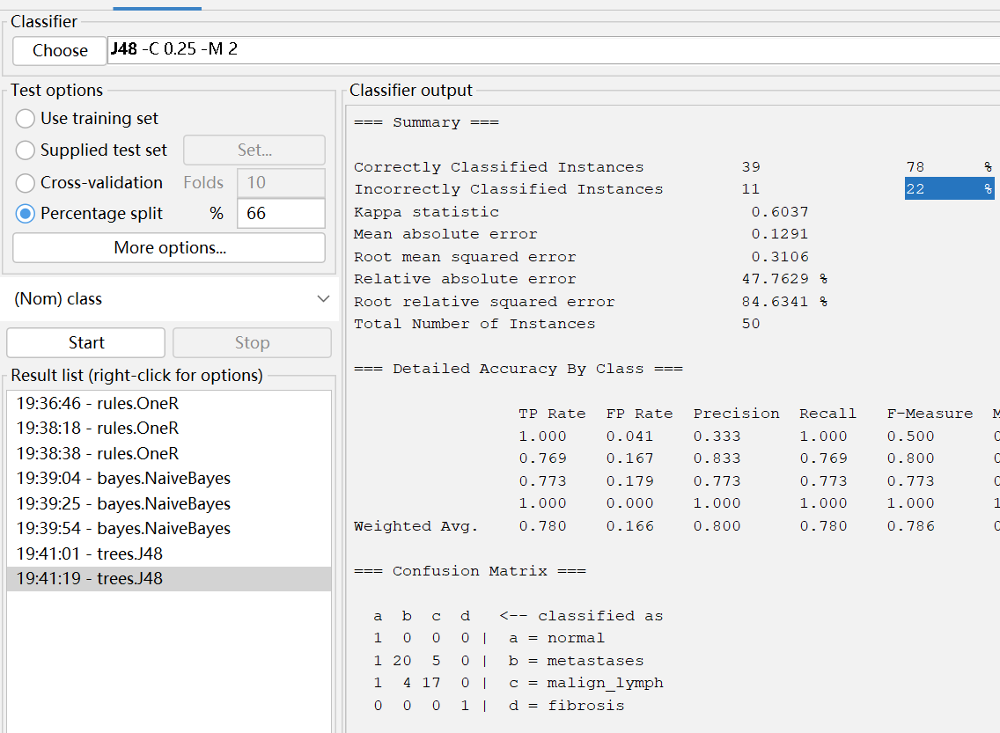 Classifier
Choose J48 -C 0.25 -M 2
Test options
Use training set
Supplied test set Set...
Cross-validation Folds 10
Percentage split % 66
More options...
(Nom) class
Start Stop
Result list (right-click for options)
19:36:46 - rules.OneR
19:38:18 - rules.OneR
19:38:38 - rules.OneR
19:39:04 - bayes.NaiveBayes
19:39:25 - bayes.NaiveBayes
19:39:54 - bayes.NaiveBayes
19:41:01 - trees.J48
19:41:19 - trees.J48
Classifier output
=== Summary ===
Correctly Classified Instances 39 78 %
Incorrectly Classified Instances 11 22 %
Kappa statistic 0.6037
Mean absolute error 0.1291
Root mean squared error 0.3106
Relative absolute error 47.7629 %
Root relative squared error 84.6341 %
Total Number of Instances 50
=== Detailed Accuracy By Class ===
TP Rate FP Rate Precision Recall F-Measure
1.000 0.041 0.333 1.000 0.500
0.769 0.167 0.833 0.769 0.800
0.773 0.179 0.773 0.773 0.773
1.000 0.000 1.000 1.000 1.000
Weighted Avg. 0.780 0.166 0.800 0.780 0.786
=== Confusion Matrix ===
a b c d <-- classified as
1 0 0 0 | a = normal
1 20 5 0 | b = metastases
1 4 17 0 | c = malign_lymph
0 0 0 1 | d = fibrosis